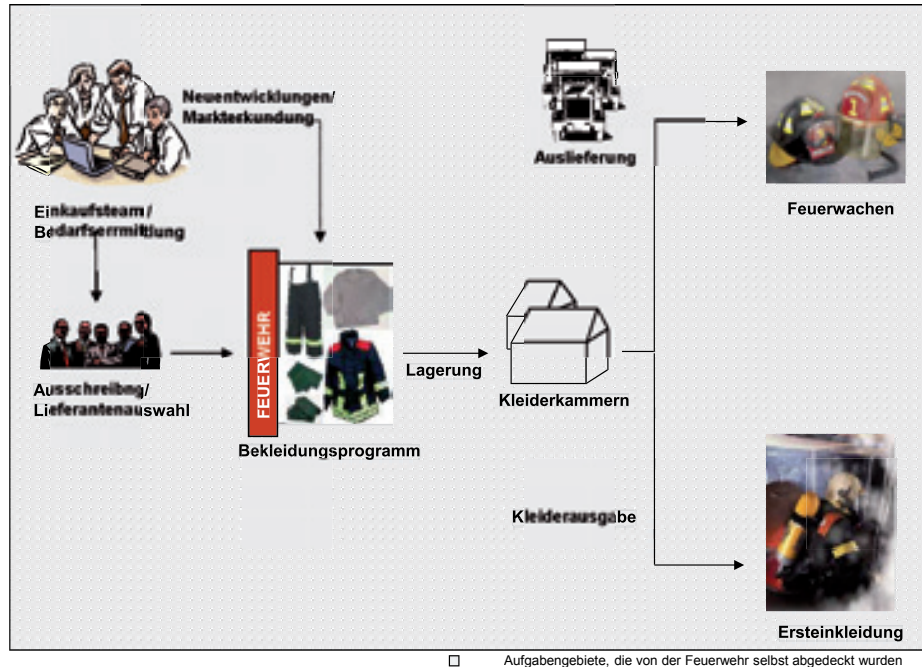 Neuentwicklungen/
Markterkundung
Auslieferung
Feuerwachen
Einkaufsteam/
Bedarfserrmittlung
FEUERWEHR
Lagerung
Kleiderkammern
Ausschreibng/
Lieferantenauswahl
Bekleidungsprogramm
Kleiderausgabe
Ersteinkleidung
Aufgabengebiete, die von der Feuerwehr selbst abgedeckt wurden